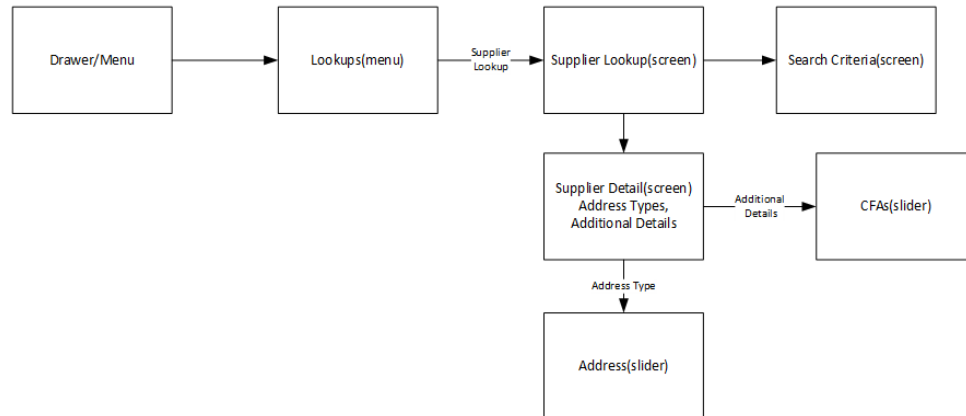 Drawer/Menu
Lookups(menu)
Supplier
Lookup
Supplier Lookup(screen)
Search Criteria(screen)
Supplier Detail(screen)
Address Types,
Additional Details
Additional
Details
CFAs(slider)
Address Type
Address(slider)